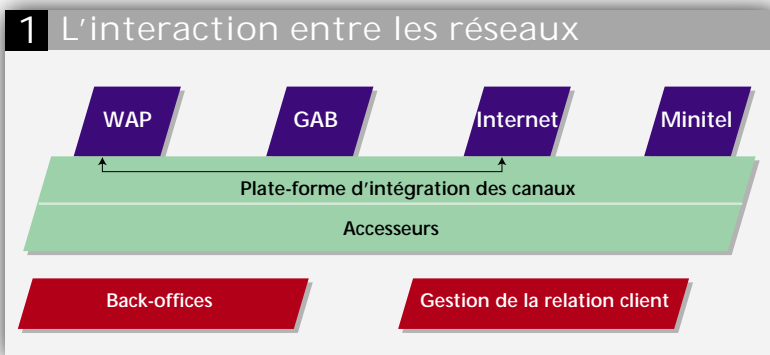 1 L'interaction entre les réseaux
WAP GAB Internet Minitel
Plate-forme d'intégration des canaux
Accesseurs
Back-offices Gestion de la relation client